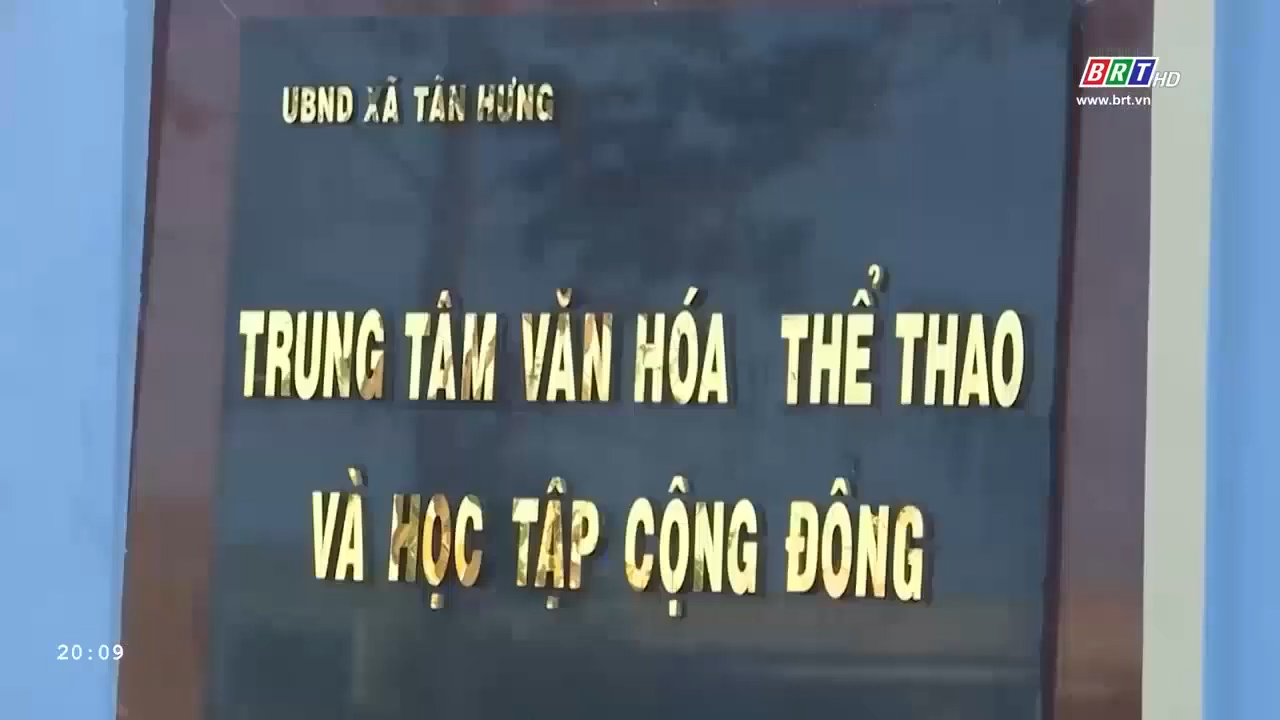 BRT HD
www.brt.vn
UBND XÃ TÂN HƯNG
TRUNG TÂM VĂN HÓA THỂ THAO
VÀ HỌC TẬP CỘNG ĐỒNG
20:09